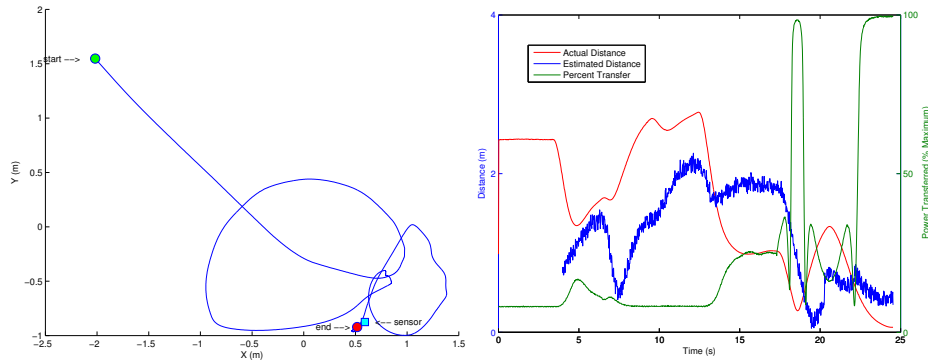 2
1.5
1
0.5
0
−0.5
−1
−2.5 −2 −1.5 −1 −0.5 0 0.5 1 1.5
X (m)
Y (m)
start −−>
end −−>
<−− sensor
4
2
0
Distance (m)
0 5 10 15 20 25
Time (s)
100
50
0
Power Transferred (% Maximum)
Actual Distance
Estimated Distance
Percent Transfer